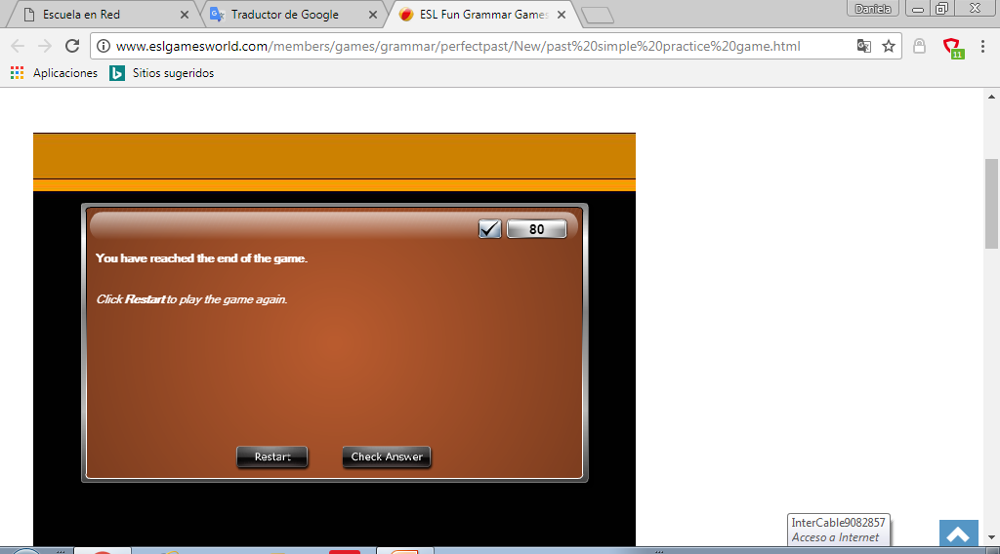 Escuela en Red
Traductor de Google
ESL Fun Grammar Games
Daniela
www.eslgamesworld.com/members/games/grammar/perfectpast/New/past%20simple%20practice%20game.html
11
Aplicaciones
Sitios sugeridos
80
You have reached the end of the game.
Click Restart to play the game again.
Restart
Check Answer
InterCable9082857
Acceso a Internet